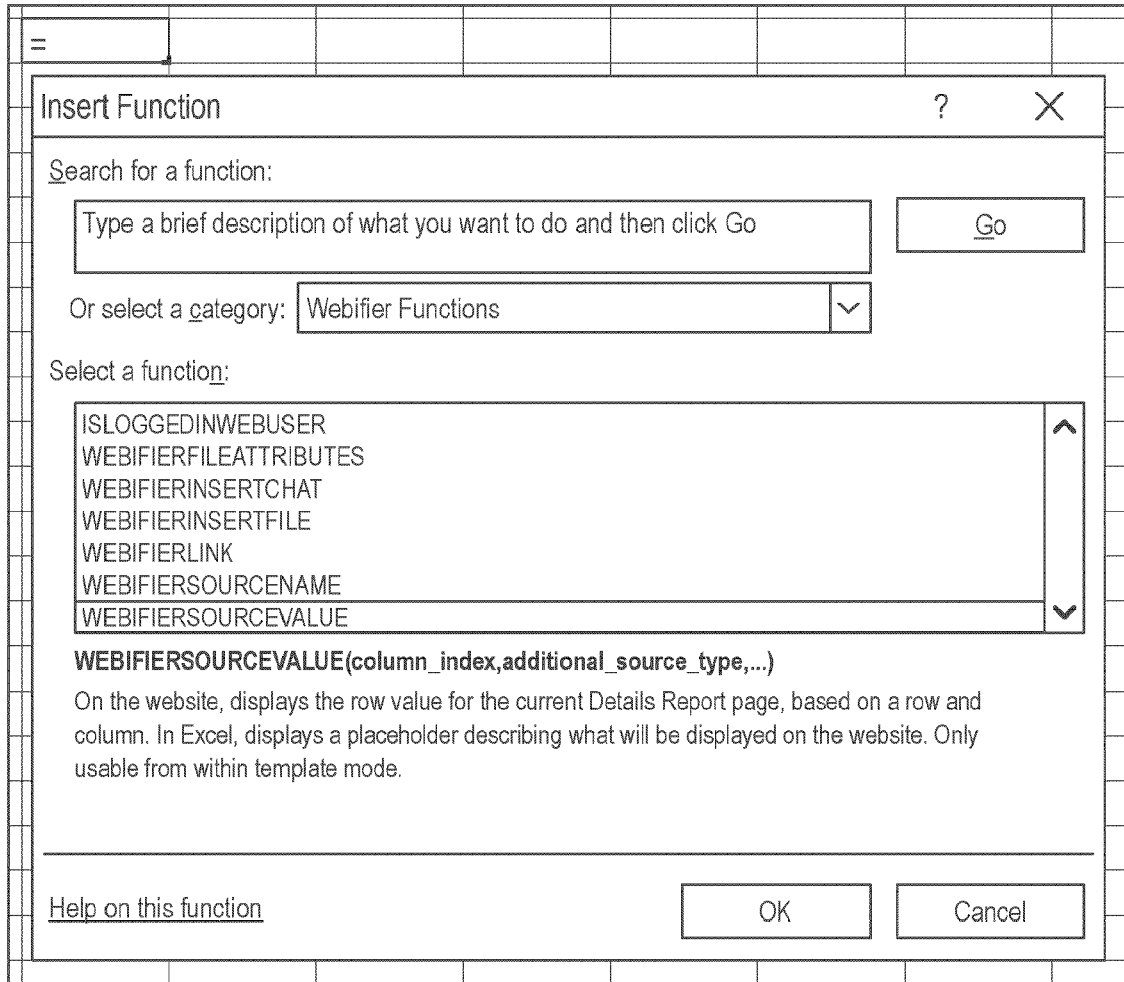 =
Insert Function ?
Search for a function:
Type a brief description of what you want to do and then click Go
Go
Or select a category: Webifier Functions
Select a function:
ISLOGGEDINWEBUSER
WEBIFIERFILEATTRIBUTES
WEBIFIERINSERTCHAT
WEBIFIERINSERTFILE
WEBIFIERLINK
WEBIFIERSOURCENAME
WEBIFIERSOURCEVALUE
WEBIFIERSOURCEVALUE(column_index,additional_source_type,...)
On the website, displays the row value for the current Details Report page, based on a row and
column. In Excel, displays a placeholder describing what will be displayed on the website. Only
usable from within template mode.
Help on this function OK Cancel